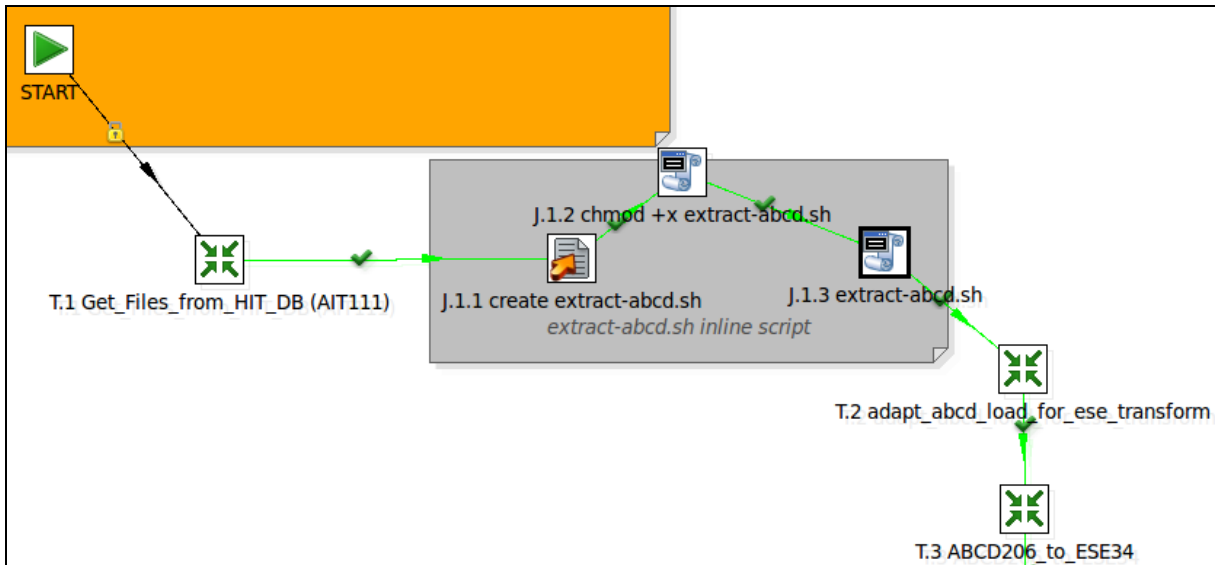 START
J.1.2 chmod +x extract-abcd.sh
T.1 Get_Files_from_HIT_DB (AIT111)
J.1.1 create extract-abcd.sh
J.1.3 extract-abcd.sh
extract-abcd.sh inline script
T.2 adapt_abcd_load_for_ese_transform
T.3 ABCD206_to_ESE34